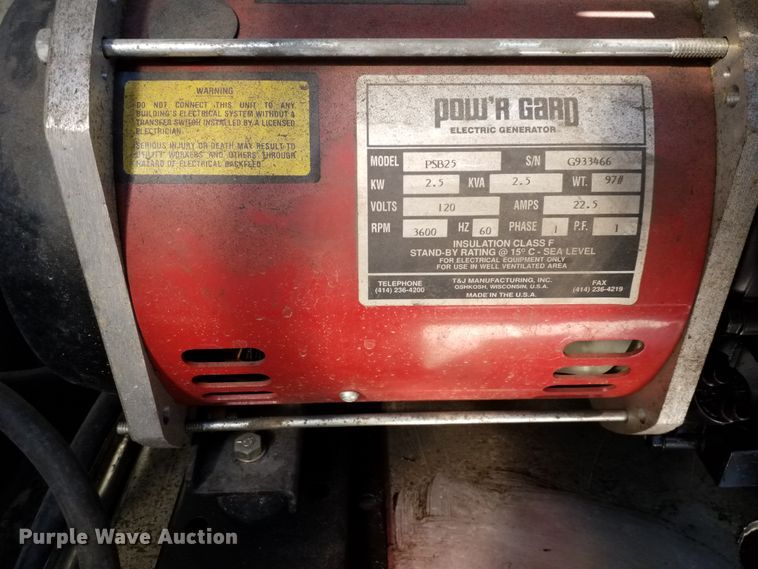 WARNING
DO NOT CONNECT THIS UNIT TO ANY
BUILDING'S ELECTRICAL SYSTEM WITHOUT A
TRANSFER SWITCH INSTALLED BY A LICENSED
ELECTRICIAN.
SERIOUS INJURY OR DEATH MAY RESULT TO
UTILITY WORKERS AND OTHERS THROUGH
HAZARD OF ELECTRICAL BACKFEED.
POW'R GARD
ELECTRIC GENERATOR
MODEL PSB25 S/N G933466
KW 2.5 KVA 2.5 WT. 97#
VOLTS 120 AMPS 22.5
RPM 3600 HZ 60 PHASE 1 P.F. 1
INSULATION CLASS F
STAND-BY RATING @ 15° C - SEA LEVEL
FOR ELECTRICAL EQUIPMENT ONLY
FOR USE IN WELL VENTILATED AREA
TELEPHONE T&J MANUFACTURING, INC. FAX
(414) 236-4200 OSHKOSH, WISCONSIN, U.S.A. (414) 236-4219
MADE IN THE U.S.A.
Purple Wave Auction